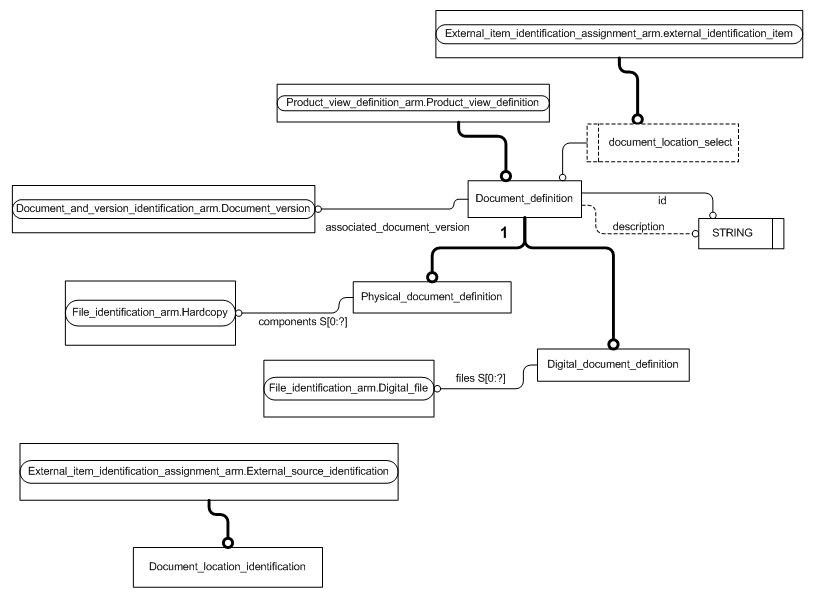 External_item_identification_assignment_arm.external_identification_item
Product_view_definition_arm.Product_view_definition
document_location_select
Document_and_version_identification_arm.Document_version
Document_definition
id
associated_document_version
1
description
STRING
File_identification_arm.Hardcopy
Physical_document_definition
components S[0:?]
Digital_document_definition
File_identification_arm.Digital_file
files S[0:?]
External_item_identification_assignment_arm.External_source_identification
Document_location_identification